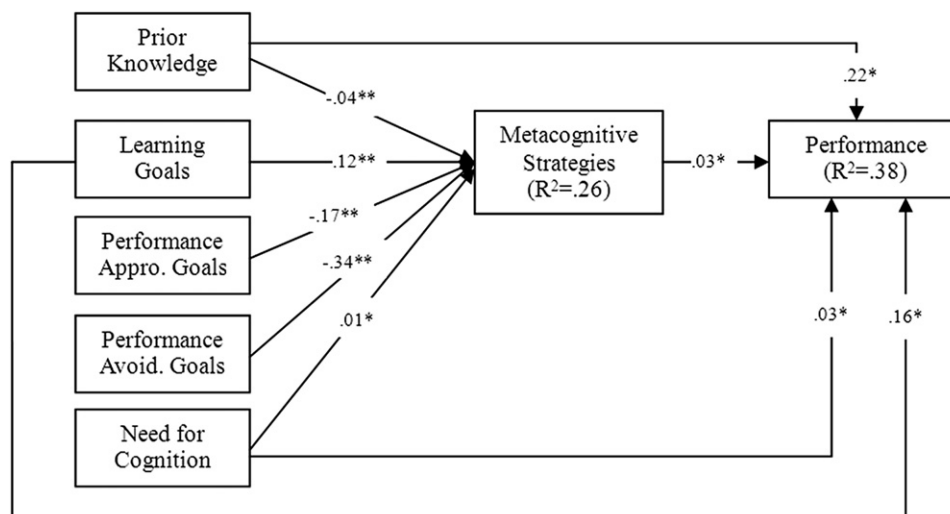 Prior
Knowledge
.22*
-.04**
Learning
Goals
.12**
Metacognitive
Strategies
(R²=.26)
.03*
Performance
(R²=.38)
Performance
Appro. Goals
-.17**
-.34**
Performance
Avoid. Goals
.01*
.03*
.16*
Need for
Cognition